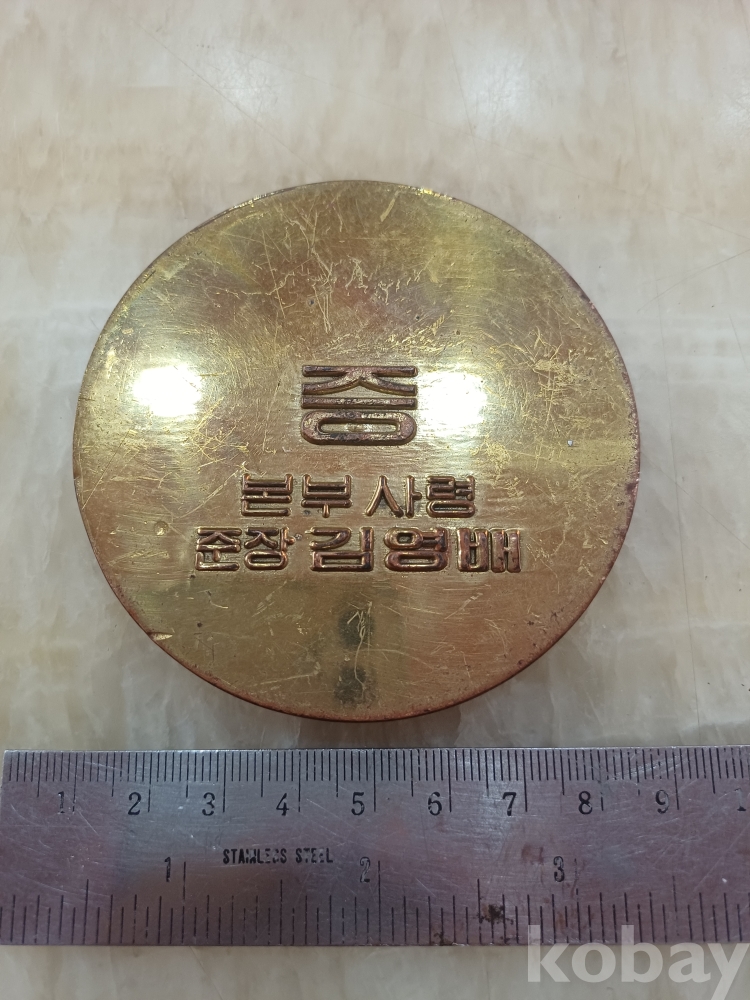 증
본부사령
준장 김영배
1 2 3 4 5 6 7 8 9
STAINLESS STEEL
1 2 3
kobay